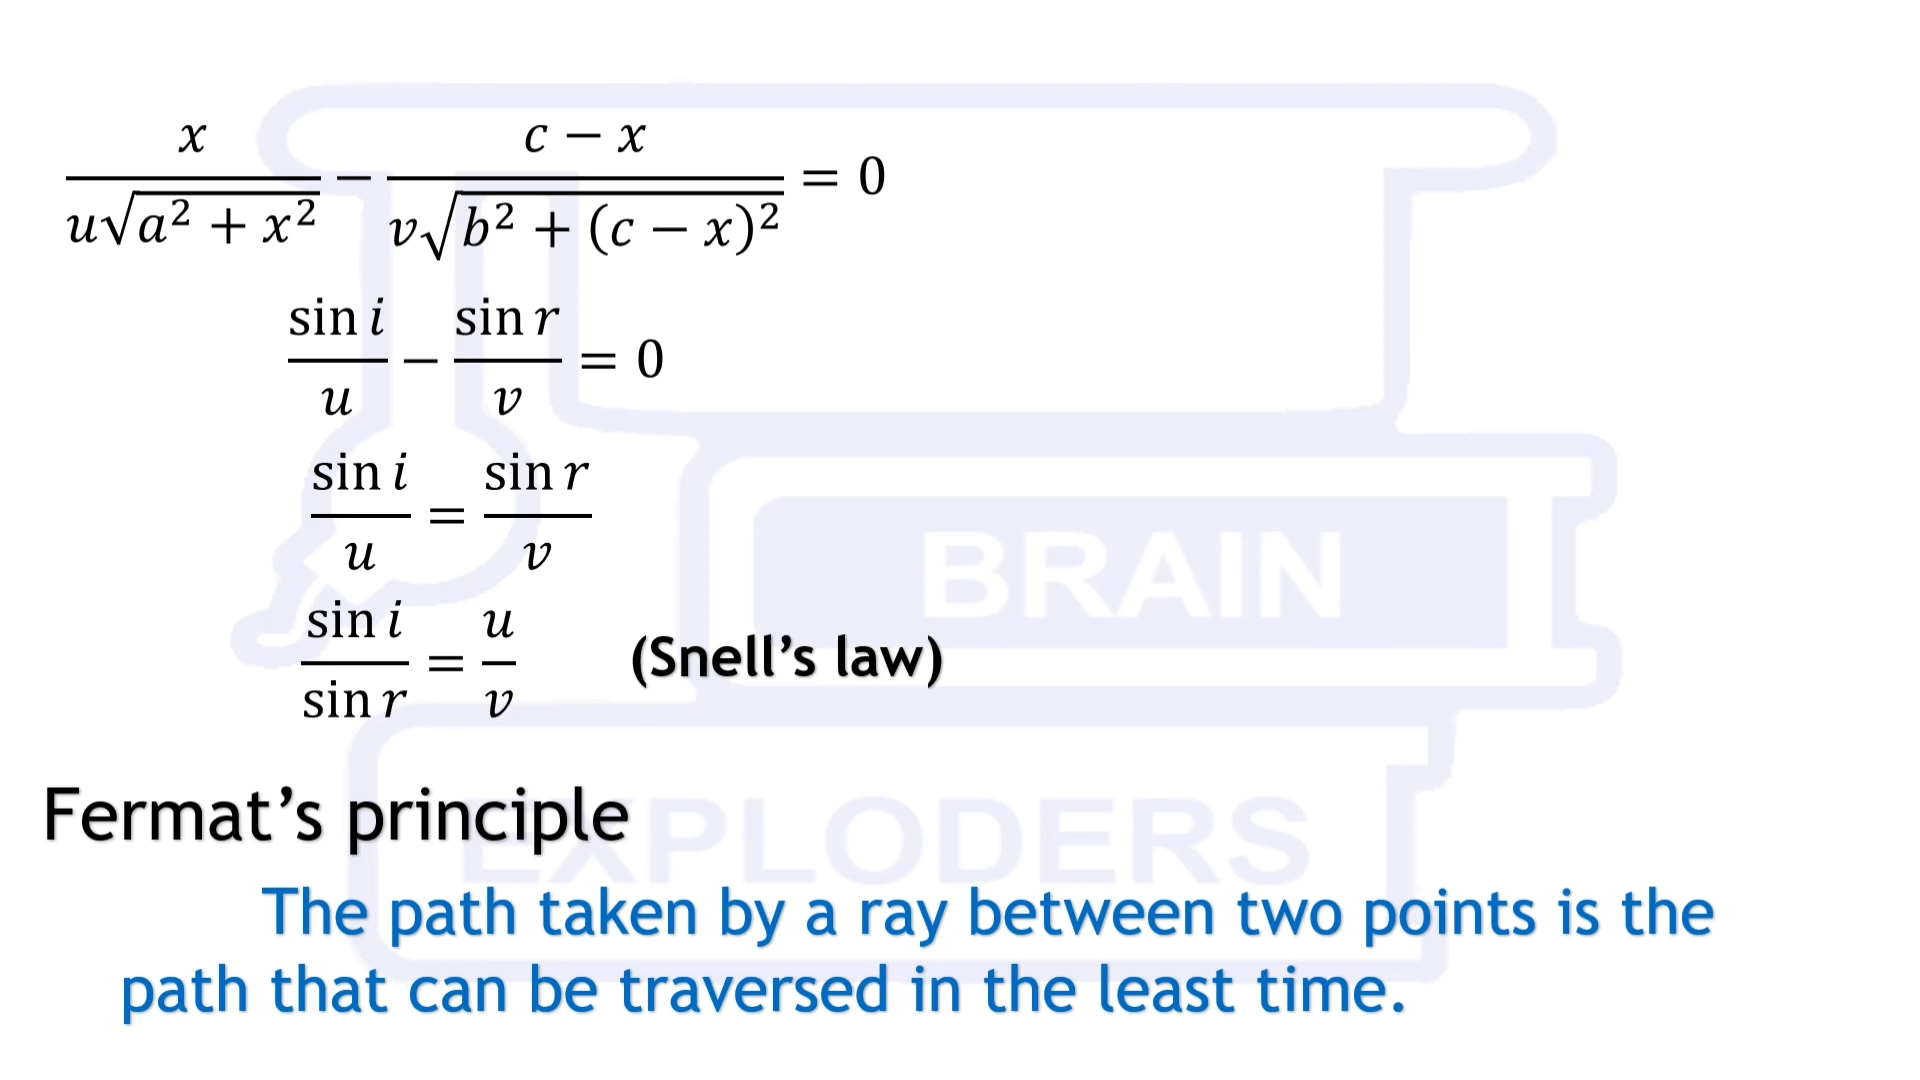 x / (u√(a² + x²)) − (c − x) / (v√(b² + (c − x)²)) = 0
sin i / u − sin r / v = 0
sin i / u = sin r / v
sin i / sin r = u / v (Snell’s law)
Fermat’s principle
The path taken by a ray between two points is the
path that can be traversed in the least time.
BRAIN
EXPLODERS